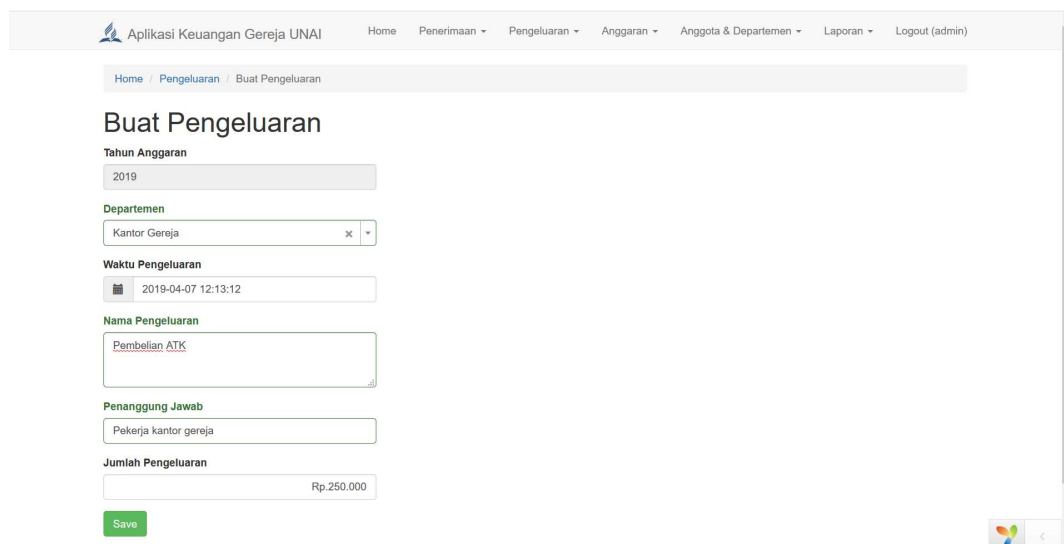 Aplikasi Keuangan Gereja UNAI Home Penerimaan Pengeluaran Anggaran Anggota & Departemen Laporan Logout (admin)
Home / Pengeluaran / Buat Pengeluaran
Buat Pengeluaran
Tahun Anggaran
2019
Departemen
Kantor Gereja
Waktu Pengeluaran
2019-04-07 12:13:12
Nama Pengeluaran
Pembelian ATK
Penanggung Jawab
Pekerja kantor gereja
Jumlah Pengeluaran
Rp.250.000
Save